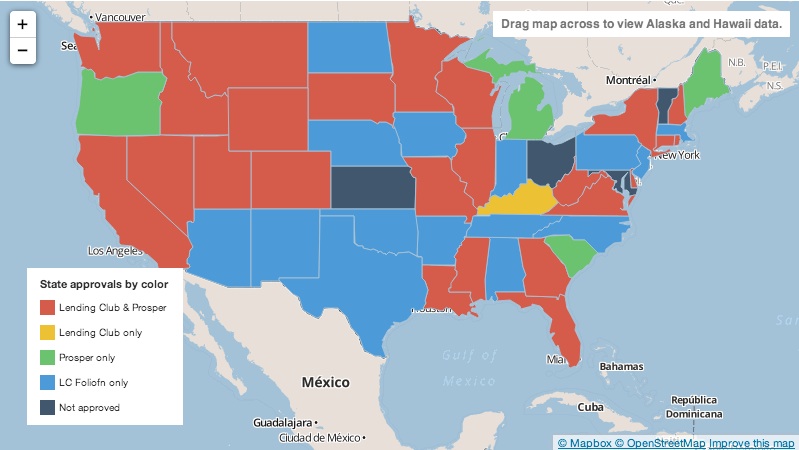 +
−
Vancouver
Drag map across to view Alaska and Hawaii data.
Sea
N.B.
P.E.I.
Montréal
N.S.
New York
Los Angeles
State approvals by color
Lending Club & Prosper
Lending Club only
Prosper only
LC Foliofn only
Not approved
Houston
Gulf of
Mexico
Miami
Bahamas
México
Cuba
República
Dominicana
Guadalajara
Ciudad de México
© Mapbox © OpenStreetMap Improve this map